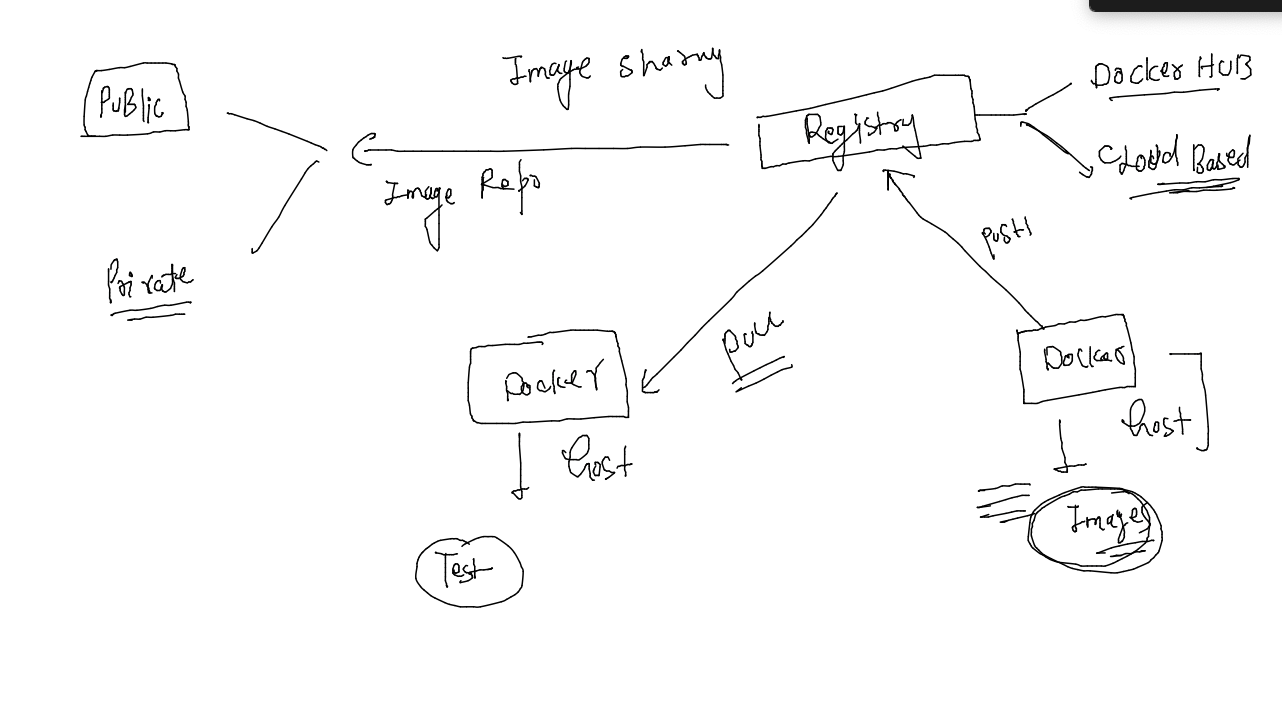 Image Sharing
PUBLIC
Registry
Docker HUB
Cloud Based
Image Repo
Private
push
pull
Docker
host
Test
Docker
host
Images